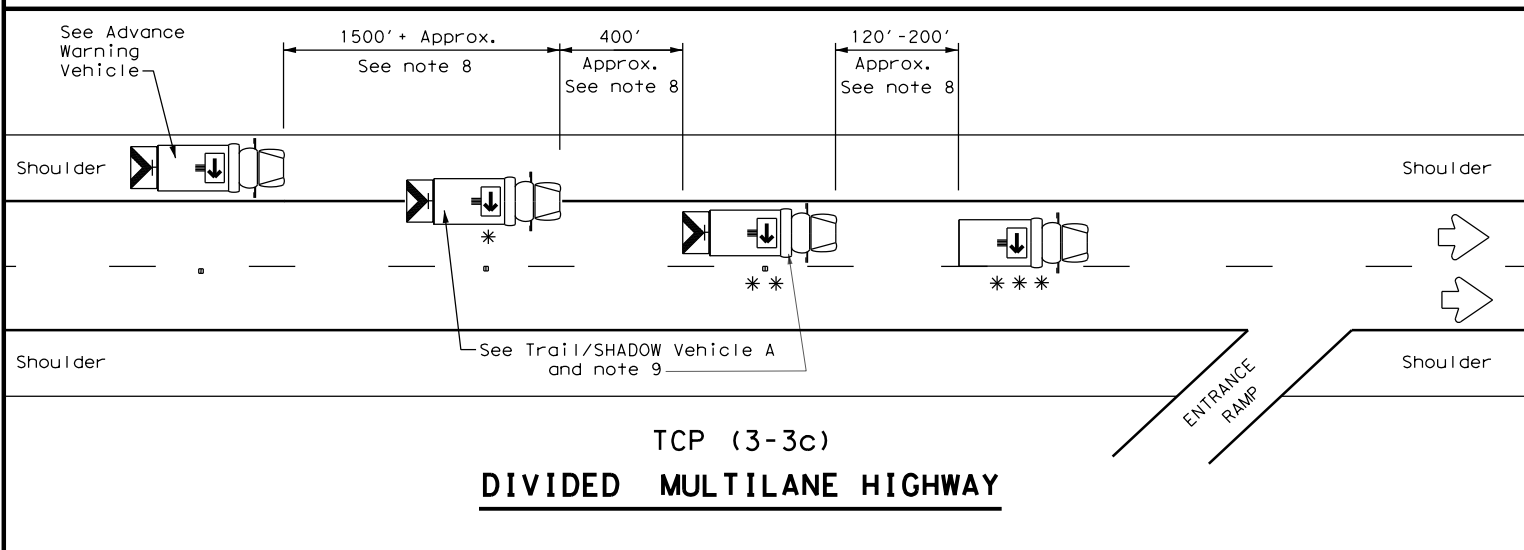 See Advance
Warning
Vehicle
1500'+ Approx.
See note 8
400'
Approx.
See note 8
120'-200'
Approx.
See note 8
Shoulder
Shoulder
*
* *
* * *
See Trail/SHADOW Vehicle A
and note 9
Shoulder
Shoulder
ENTRANCE
RAMP
TCP (3-3c)
DIVIDED MULTILANE HIGHWAY